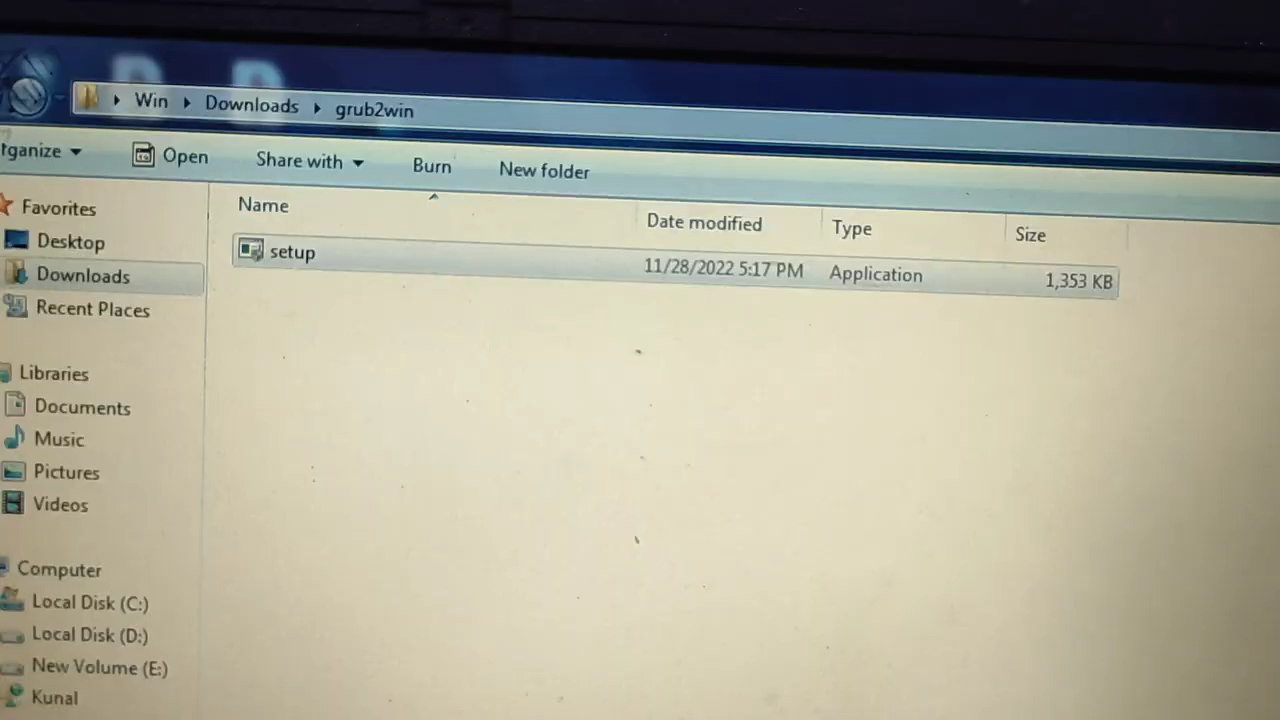 Win Downloads grub2win
rganize Open Share with Burn New folder
Name Date modified Type Size
setup 11/28/2022 5:17 PM Application 1,353 KB
Favorites
Desktop
Downloads
Recent Places
Libraries
Documents
Music
Pictures
Videos
Computer
Local Disk (C:)
Local Disk (D:)
New Volume (E:)
Kunal